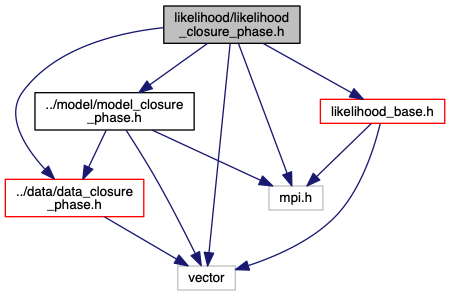 likelihood/likelihood
_closure_phase.h
../model/model_closure
_phase.h
likelihood_base.h
../data/data_closure
_phase.h
mpi.h
vector